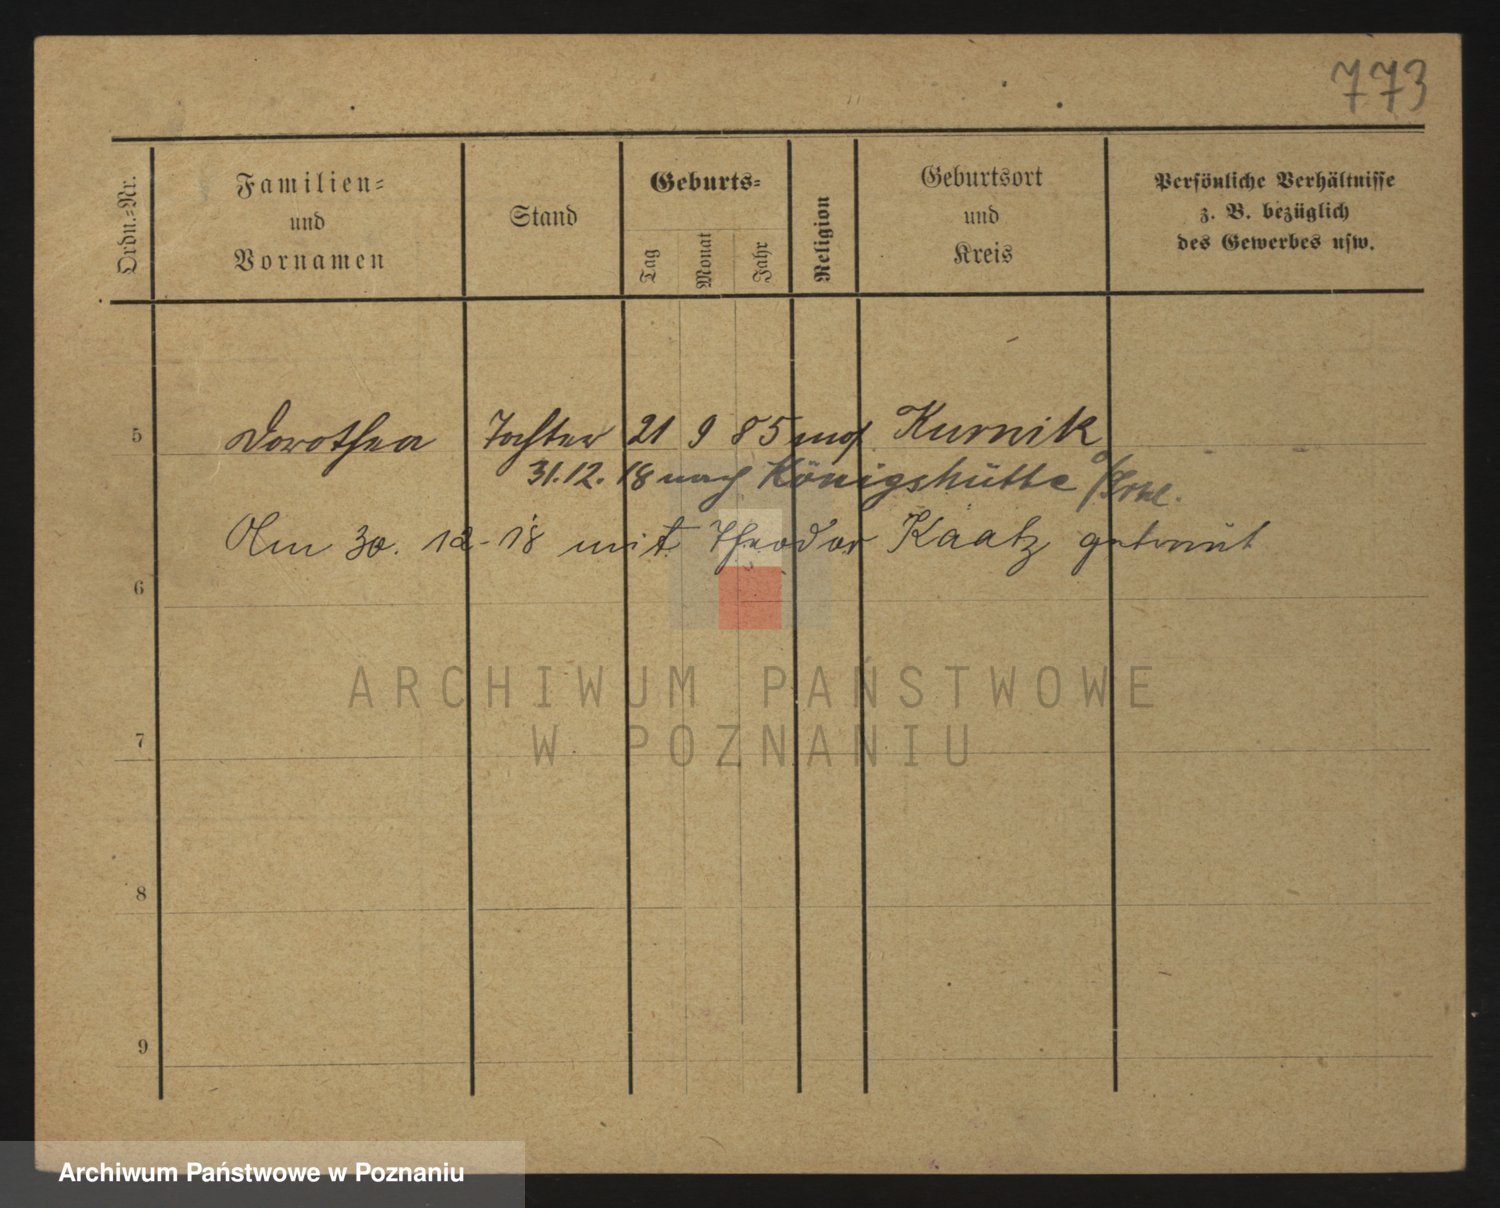 773
Ordn.-Nr.
Familien-
und
Vornamen
Stand
Geburts-
Tag
Monat
Jahr
Religion
Geburtsort
und
Kreis
Persönliche Verhältnisse
z. B. bezüglich
des Gewerbes usw.
5 Dorothea Tochter 21 9 85 mos. Kurnik
31.12.18 nach Königshütte
Am 30. 12-18 mit Theodor Kaatz getraut
6
7
8
9
ARCHIWUM PAŃSTWOWE
W POZNANIU
Archiwum Państwowe w Poznaniu